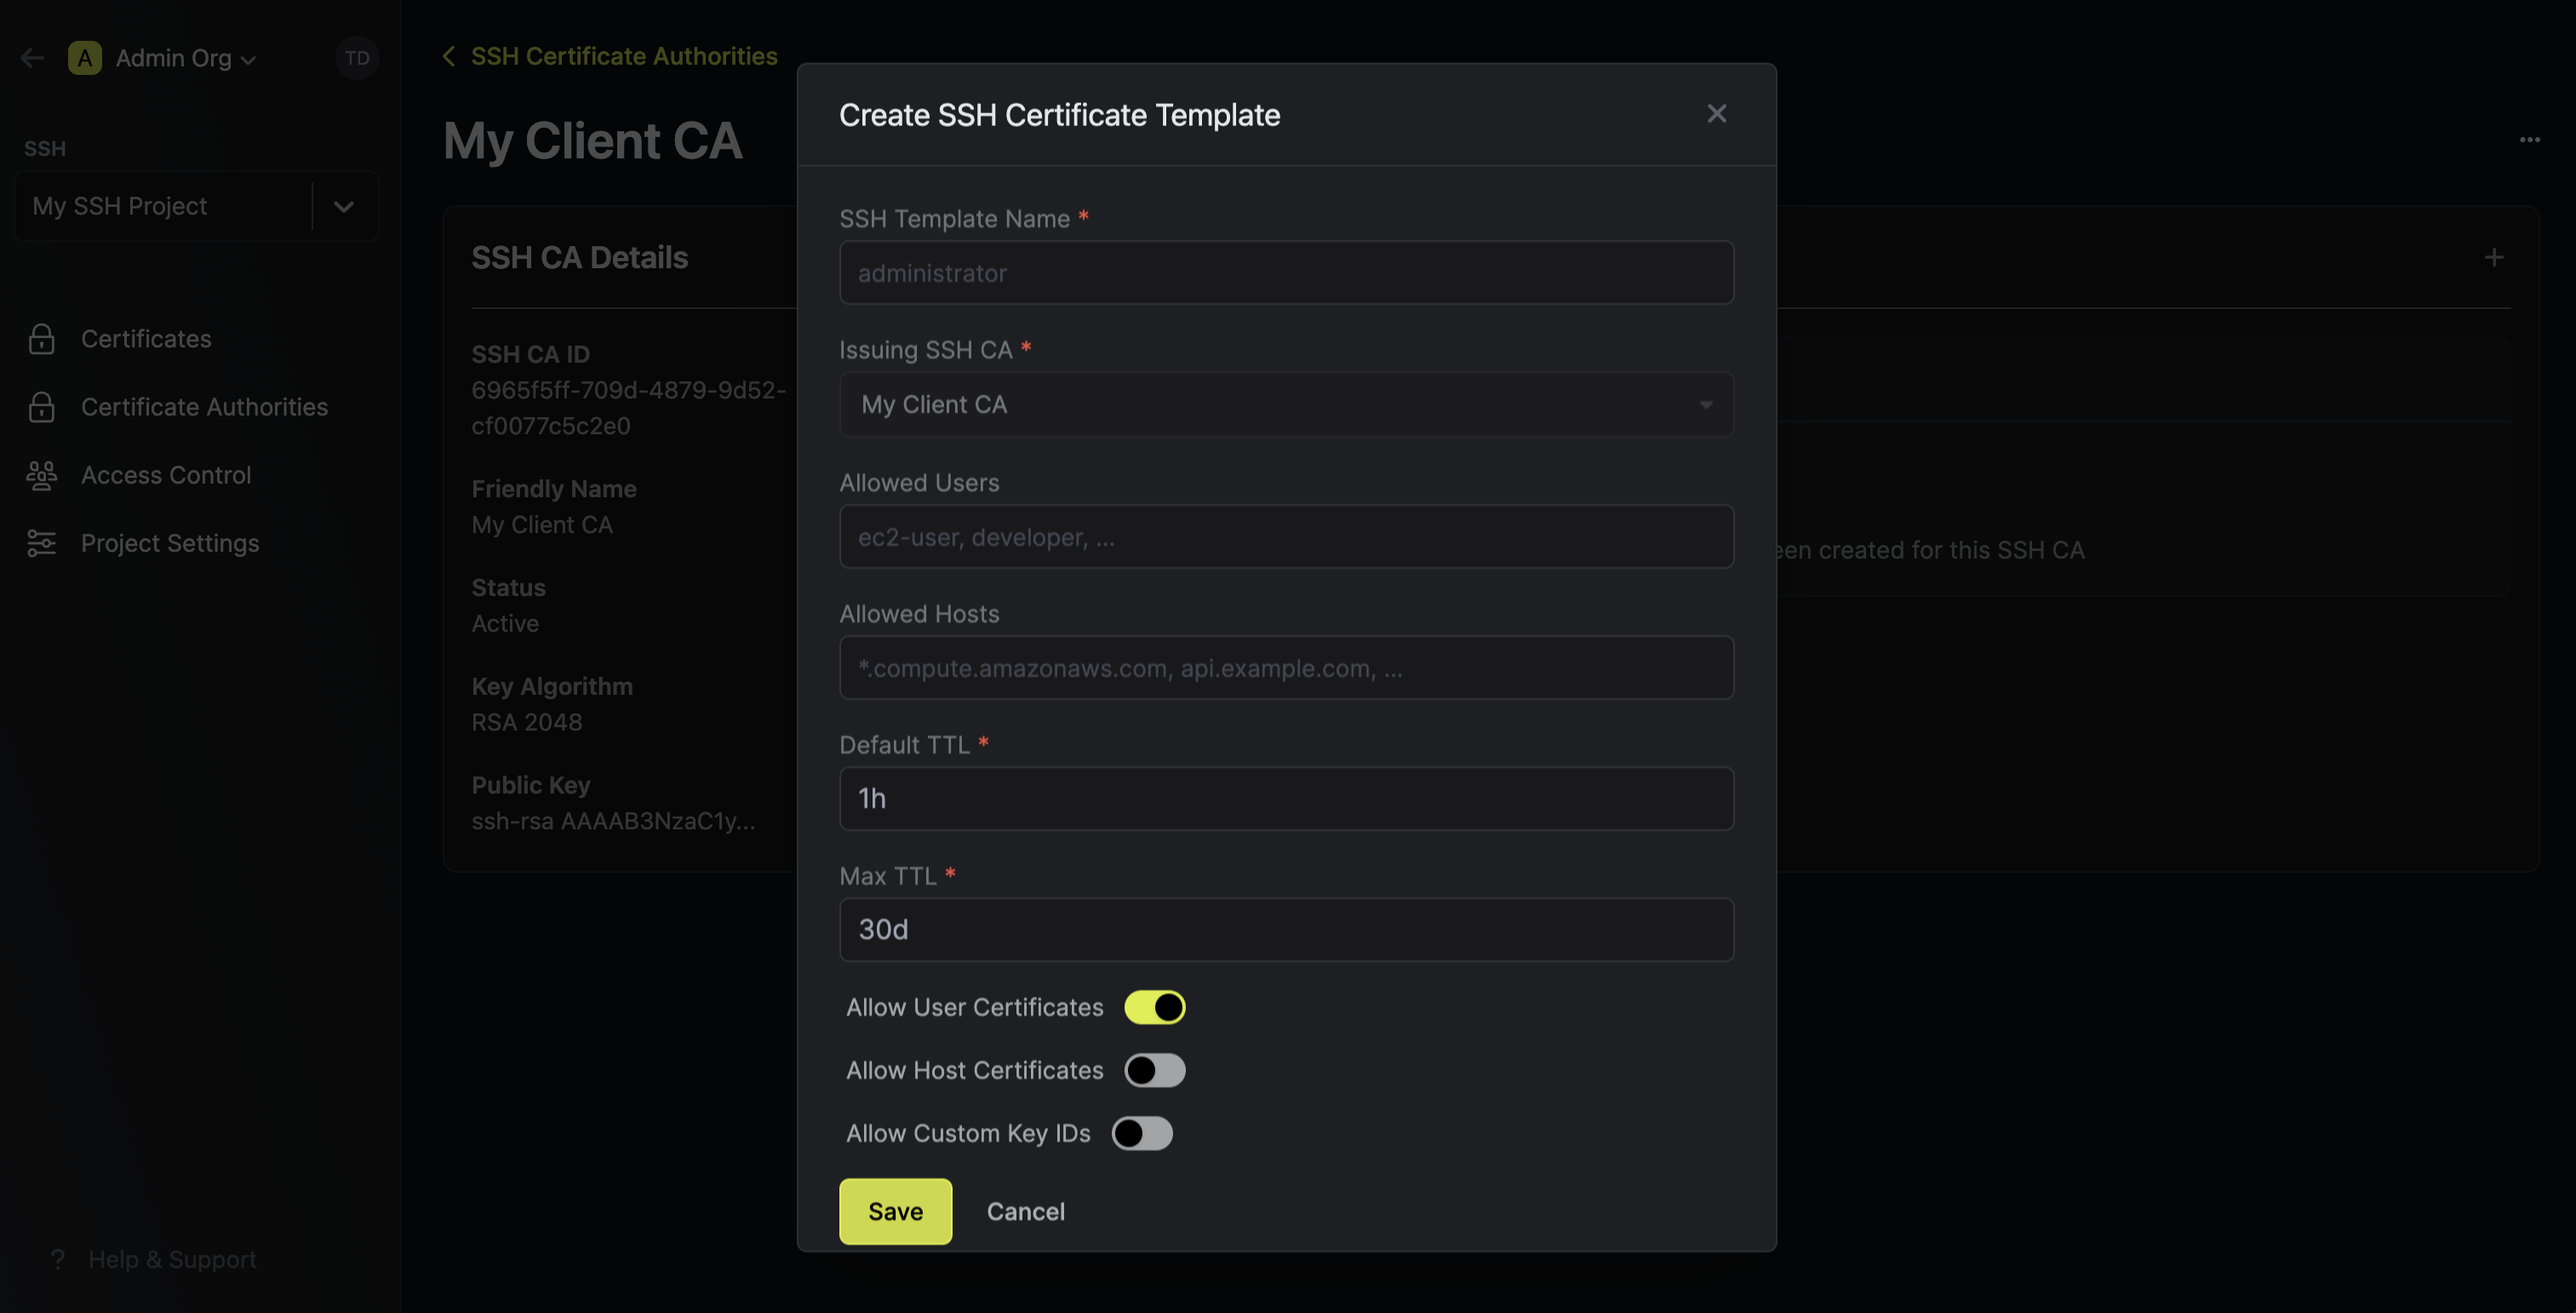 A Admin Org
TD
SSH
My SSH Project
Certificates
Certificate Authorities
Access Control
Project Settings
? Help & Support
SSH Certificate Authorities
My Client CA
SSH CA Details
SSH CA ID
6965f5ff-709d-4879-9d52-
cf0077c5c2e0
Friendly Name
My Client CA
Status
Active
Key Algorithm
RSA 2048
Public Key
ssh-rsa AAAAB3NzaC1y...
Create SSH Certificate Template
SSH Template Name *
administrator
Issuing SSH CA *
My Client CA
Allowed Users
ec2-user, developer, ...
Allowed Hosts
*.compute.amazonaws.com, api.example.com, ...
Default TTL *
1h
Max TTL *
30d
Allow User Certificates
Allow Host Certificates
Allow Custom Key IDs
Save Cancel
created for this SSH CA